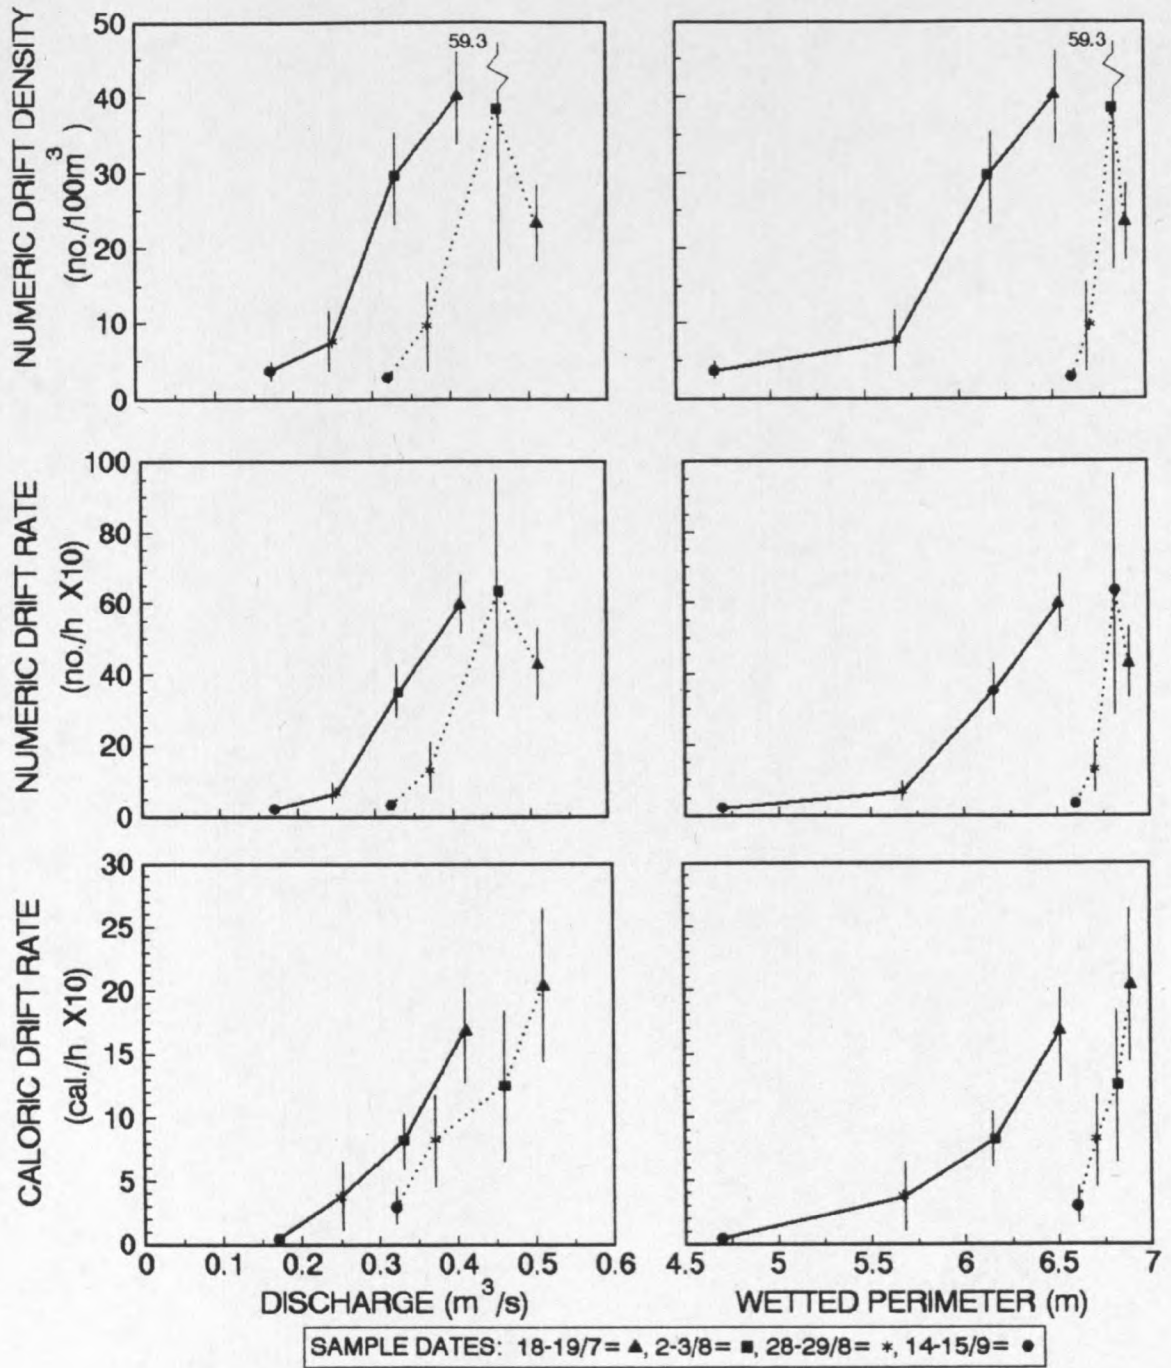 NUMERIC DRIFT DENSITY
(no./100m³)
50
40
30
20
10
0
59.3
59.3
NUMERIC DRIFT RATE
(no./h X10)
100
80
60
40
20
0
CALORIC DRIFT RATE
(cal./h X10)
30
25
20
15
10
5
0
0 0.1 0.2 0.3 0.4 0.5 0.6
DISCHARGE (m³/s)
4.5 5 5.5 6 6.5 7
WETTED PERIMETER (m)
SAMPLE DATES: 18-19/7= ▲, 2-3/8= ■, 28-29/8= *, 14-15/9= ●